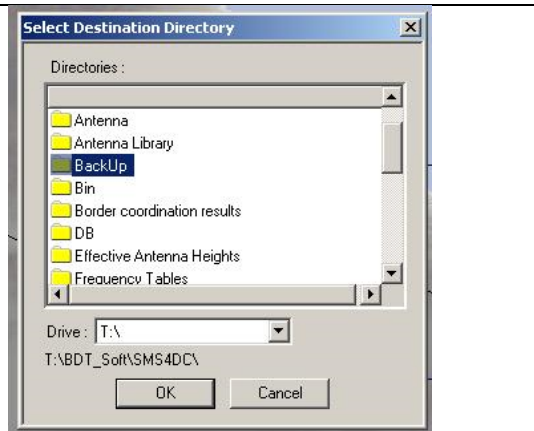 Select Destination Directory
Directories :
Antenna
Antenna Library
BackUp
Bin
Border coordination results
DB
Effective Antenna Heights
Frequency Tables
Drive : T:\
T:\BDT_Soft\SMS4DC\
OK Cancel